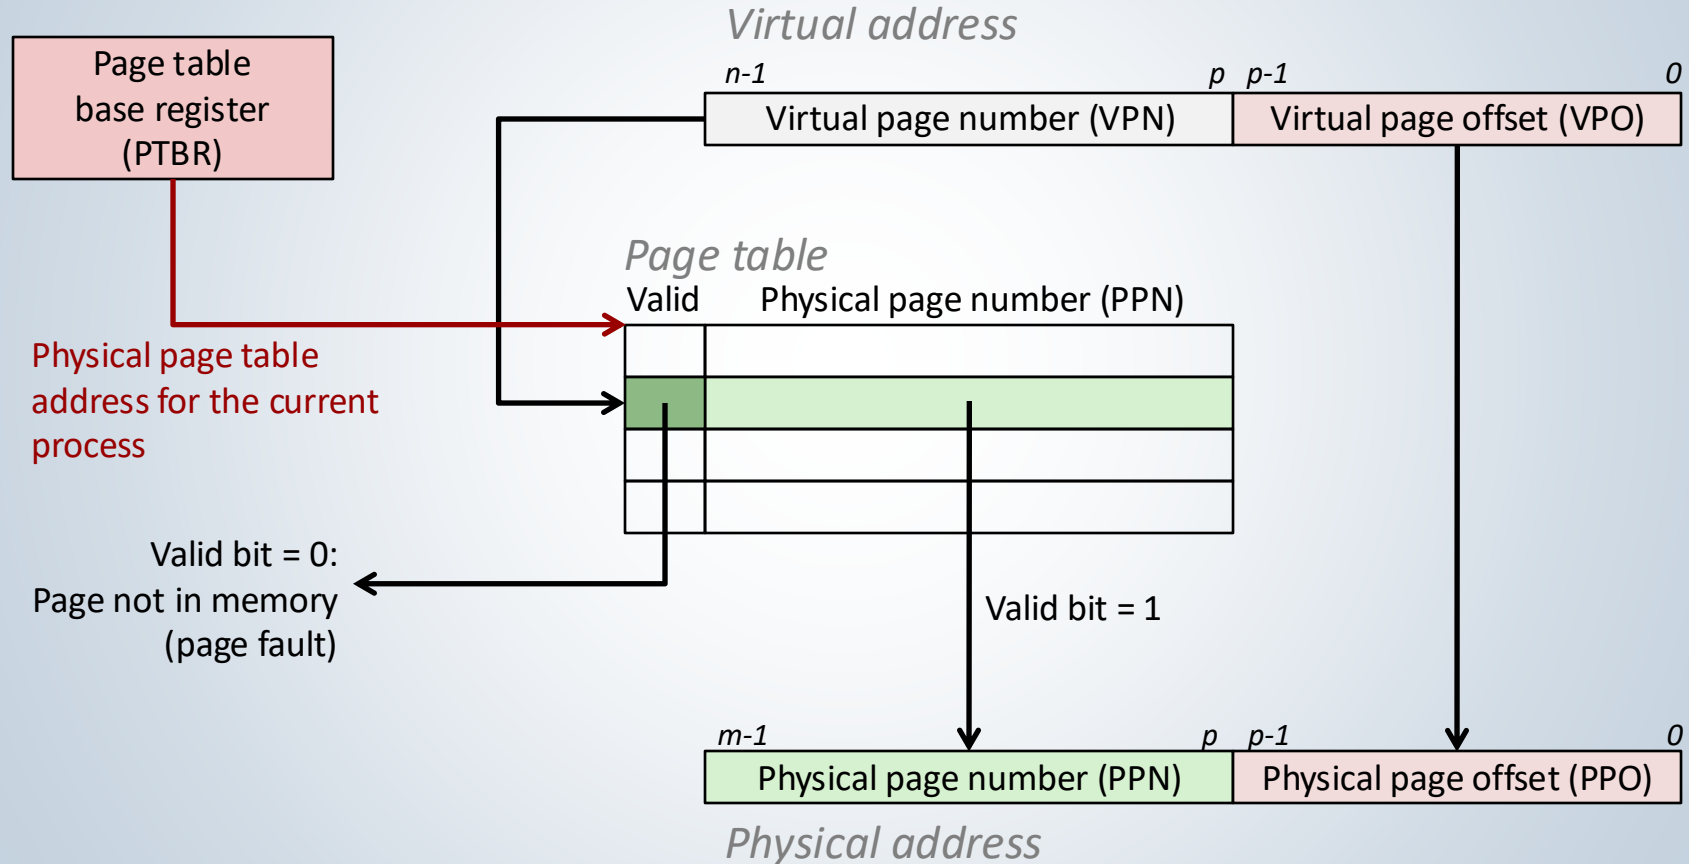 Virtual address
Page table
base register
(PTBR)
n-1 p p-1 0
Virtual page number (VPN) Virtual page offset (VPO)
Page table
Valid Physical page number (PPN)
Physical page table
address for the current
process
Valid bit = 0:
Page not in memory
(page fault)
Valid bit = 1
m-1 p p-1 0
Physical page number (PPN) Physical page offset (PPO)
Physical address